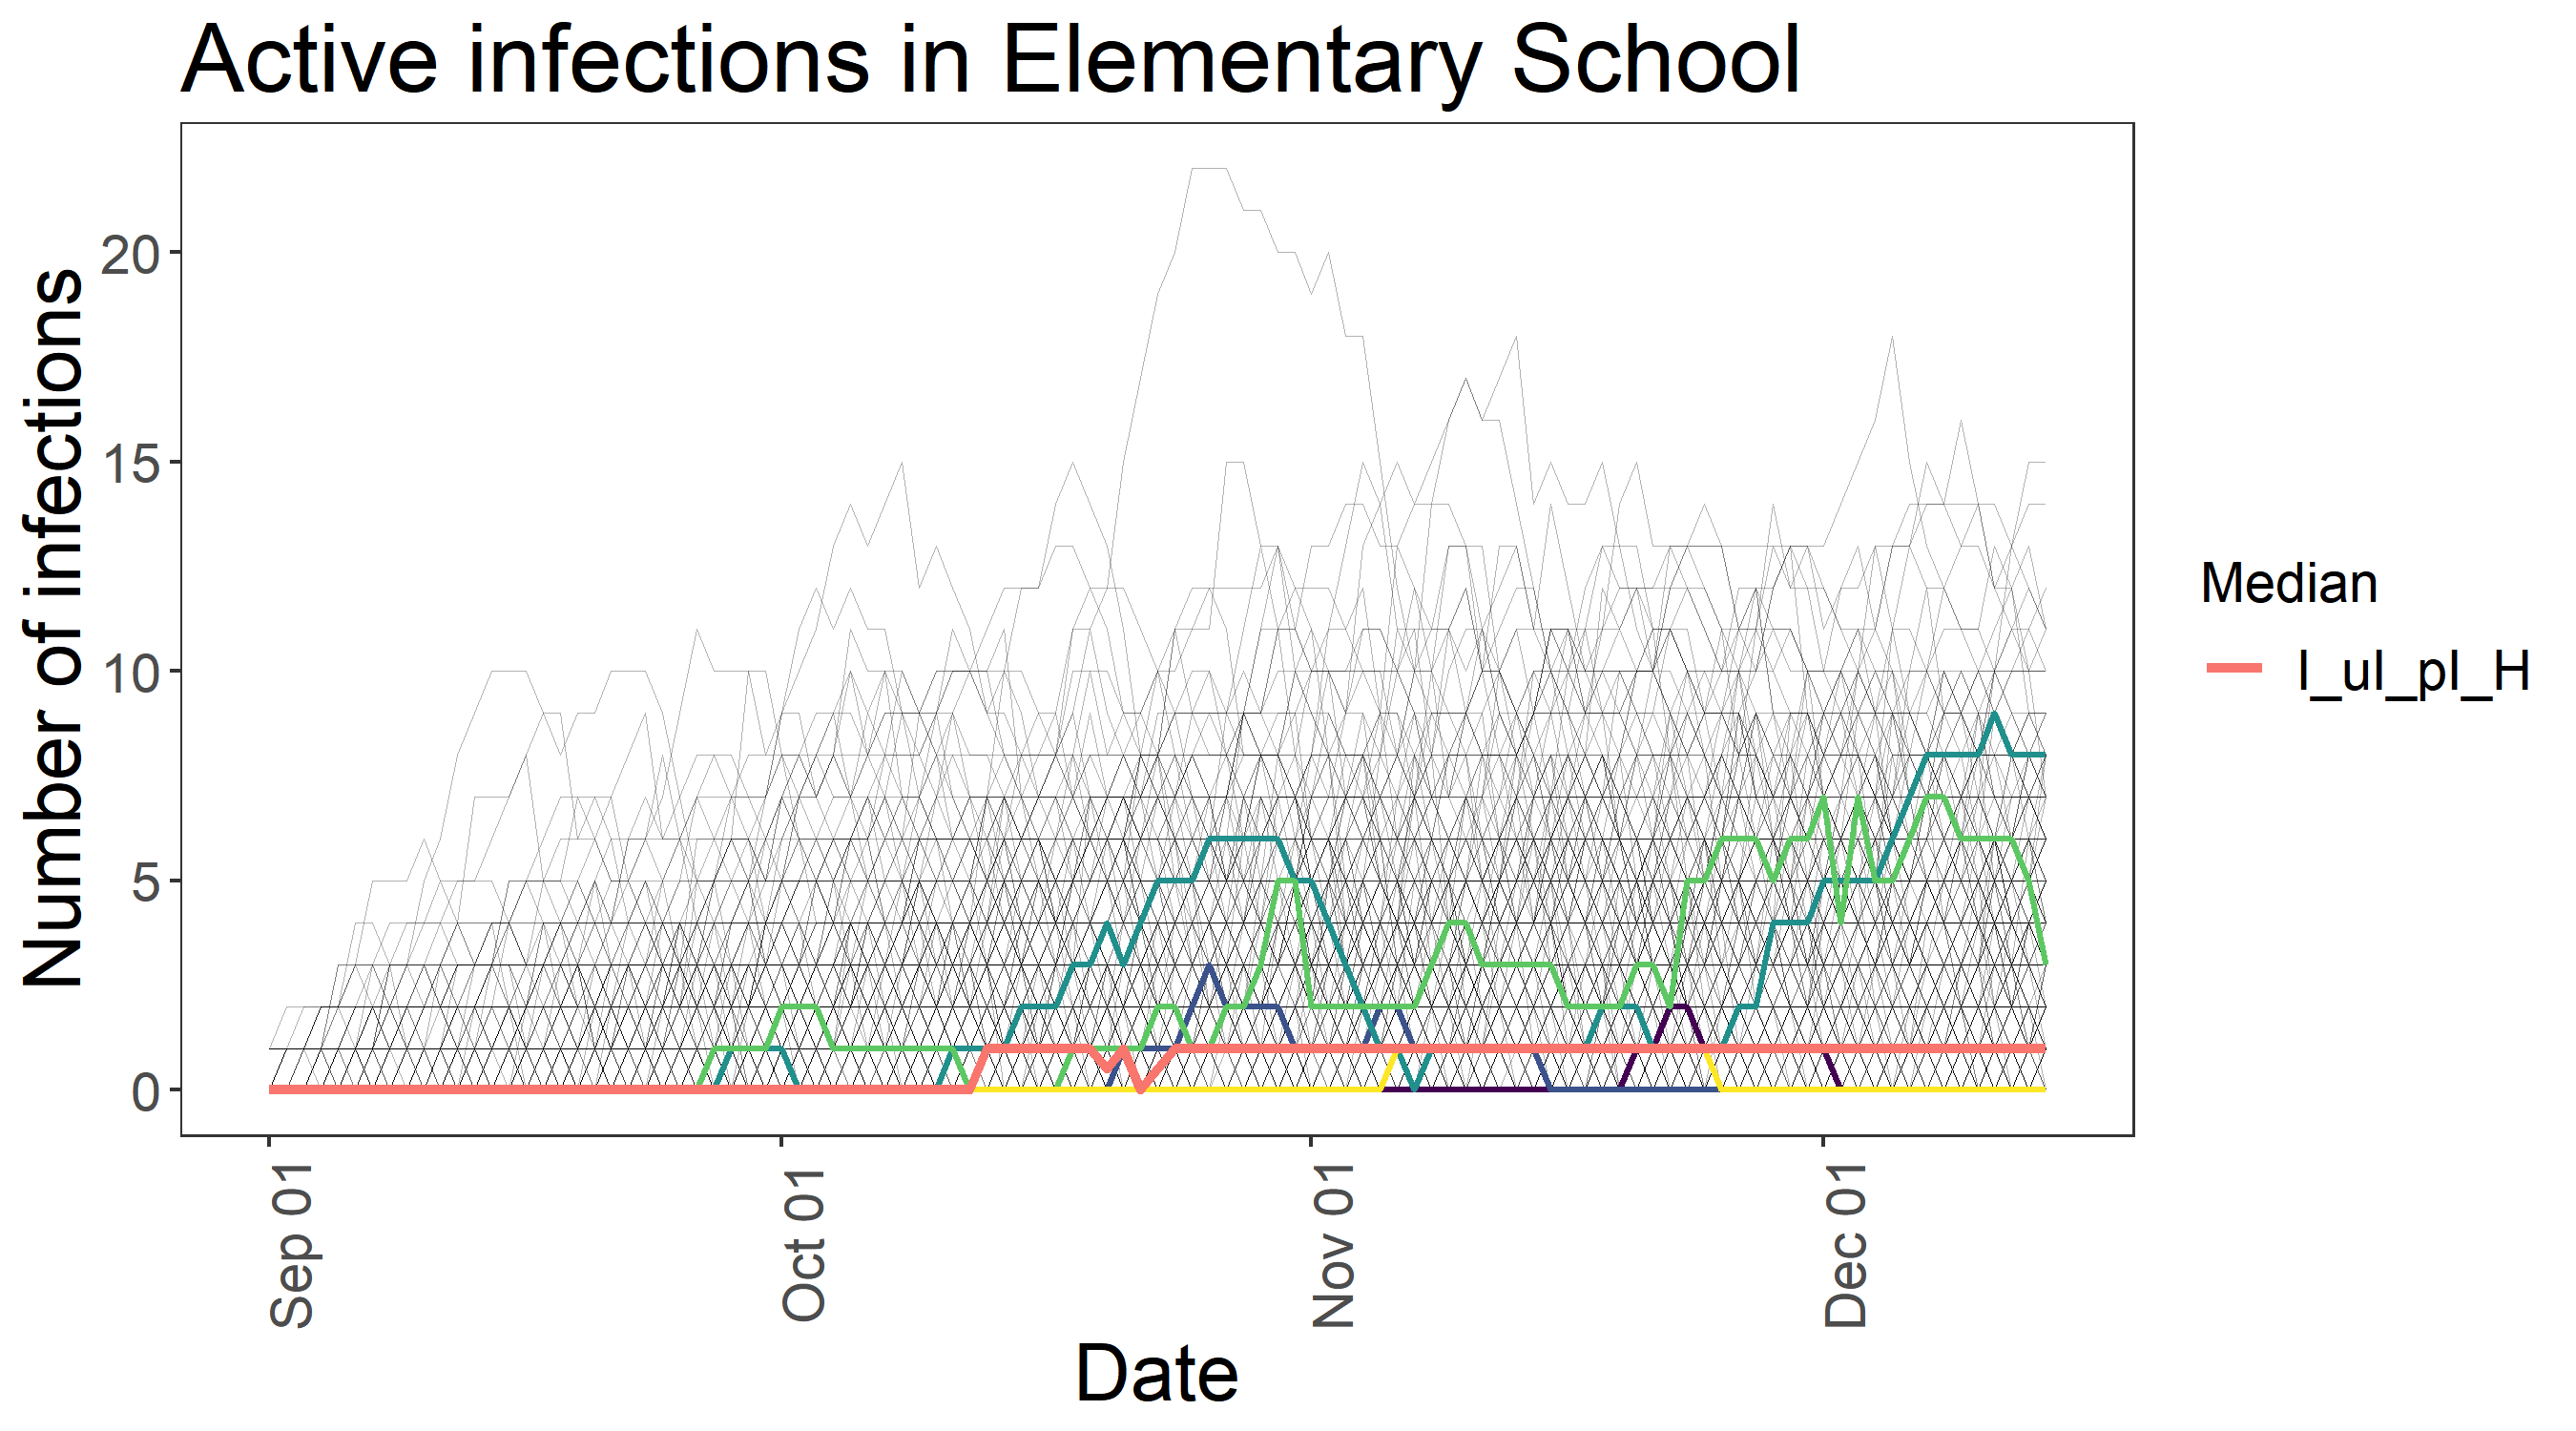 Active infections in Elementary School
Number of infections
20
15
10
5
0
Sep 01
Oct 01
Nov 01
Dec 01
Date
Median
I_uI_pI_H